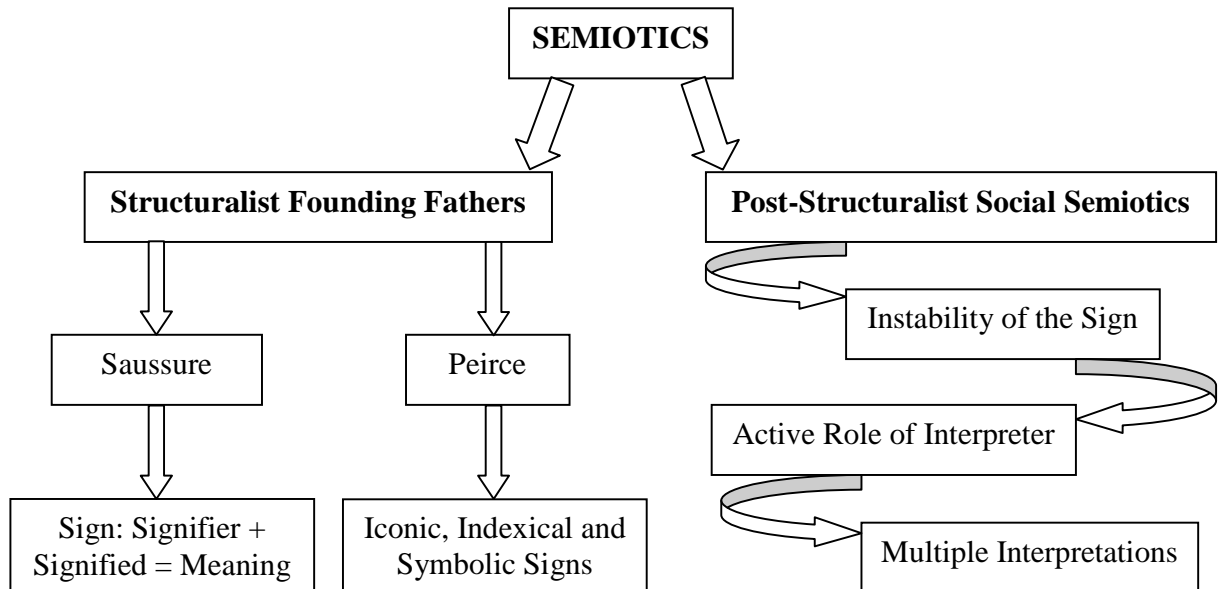 SEMIOTICS
Structuralist Founding Fathers
Post-Structuralist Social Semiotics
Saussure
Peirce
Sign: Signifier +
Signified = Meaning
Iconic, Indexical and
Symbolic Signs
Instability of the Sign
Active Role of Interpreter
Multiple Interpretations